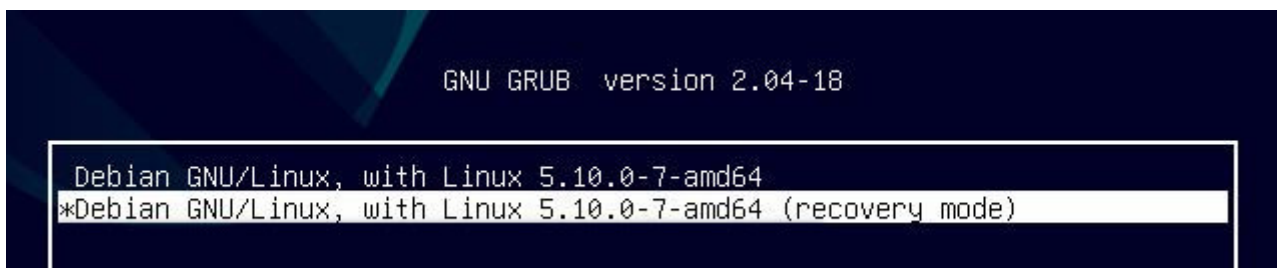 GNU GRUB version 2.04-18
Debian GNU/Linux, with Linux 5.10.0-7-amd64
*Debian GNU/Linux, with Linux 5.10.0-7-amd64 (recovery mode)